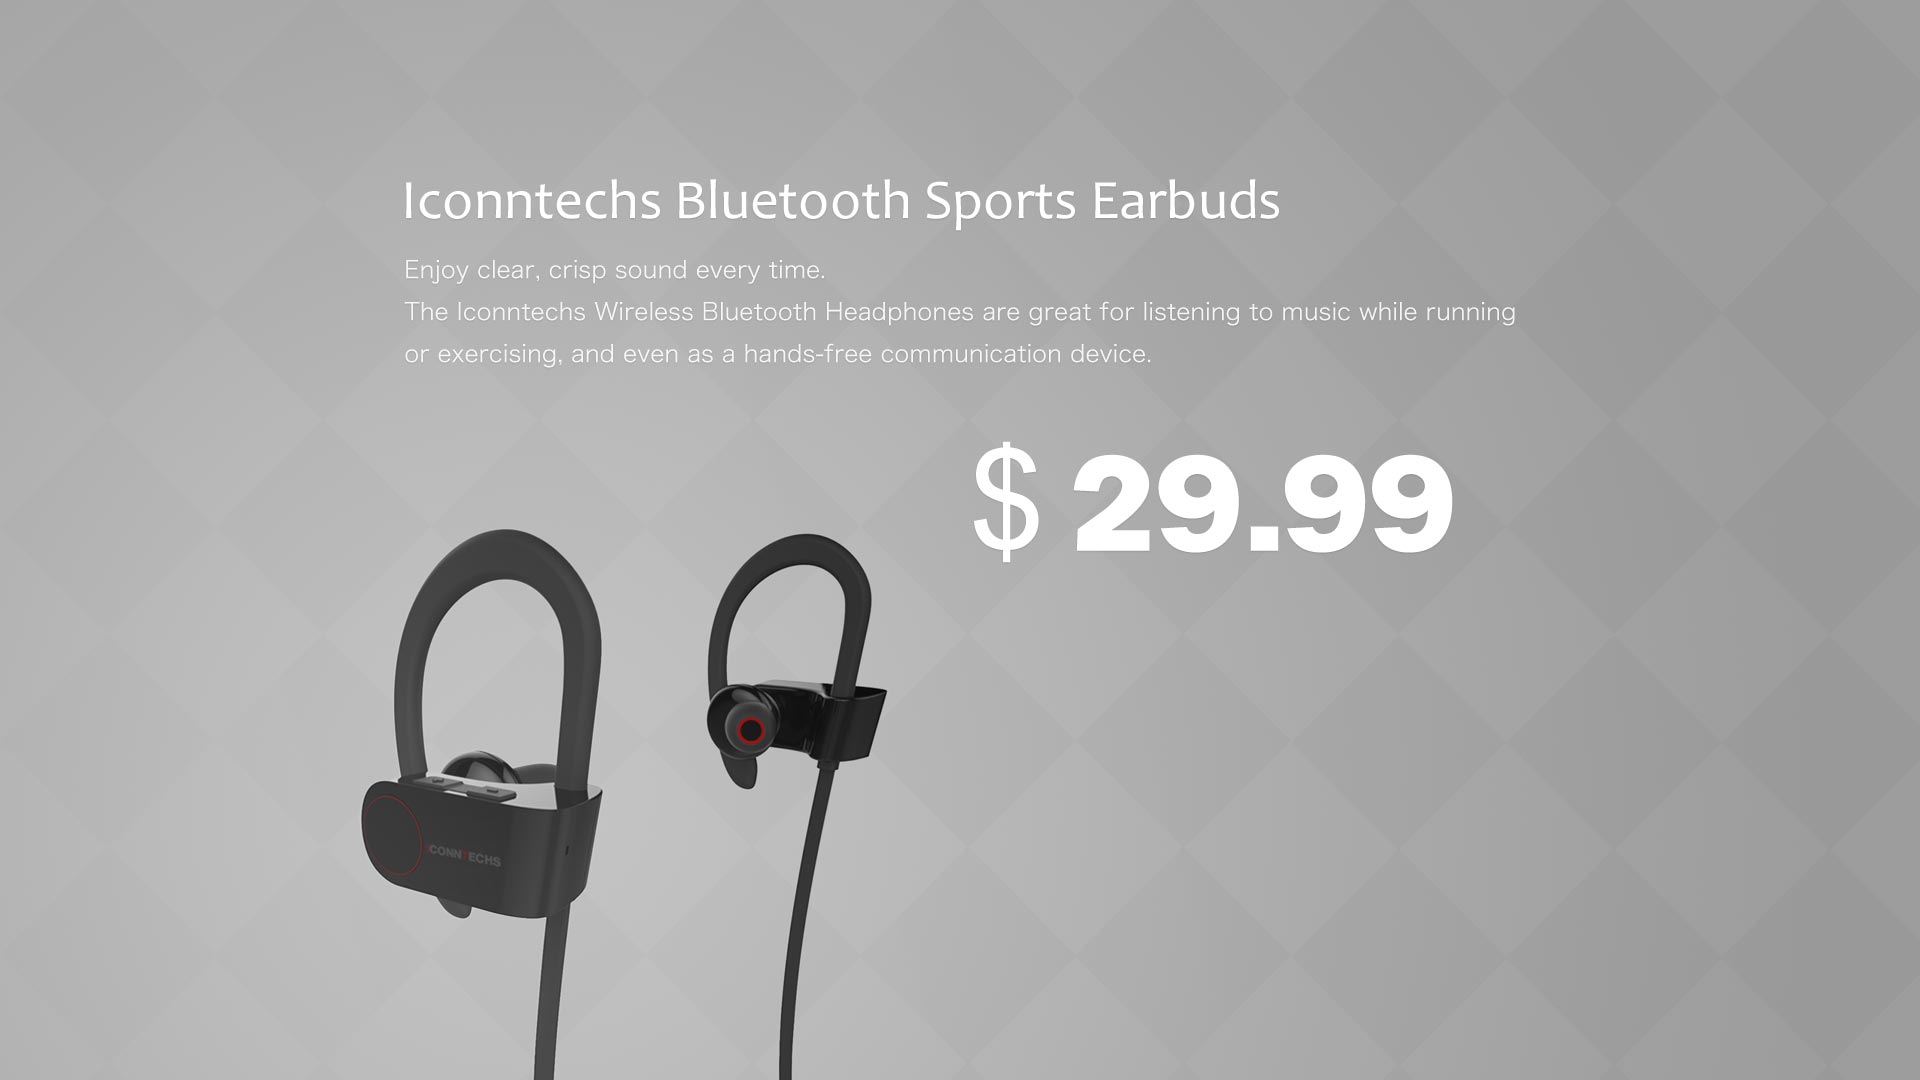 Iconntechs Bluetooth Sports Earbuds
Enjoy clear, crisp sound every time.
The Iconntechs Wireless Bluetooth Headphones are great for listening to music while running
or exercising, and even as a hands-free communication device.
$ 29.99
ICONNTECHS